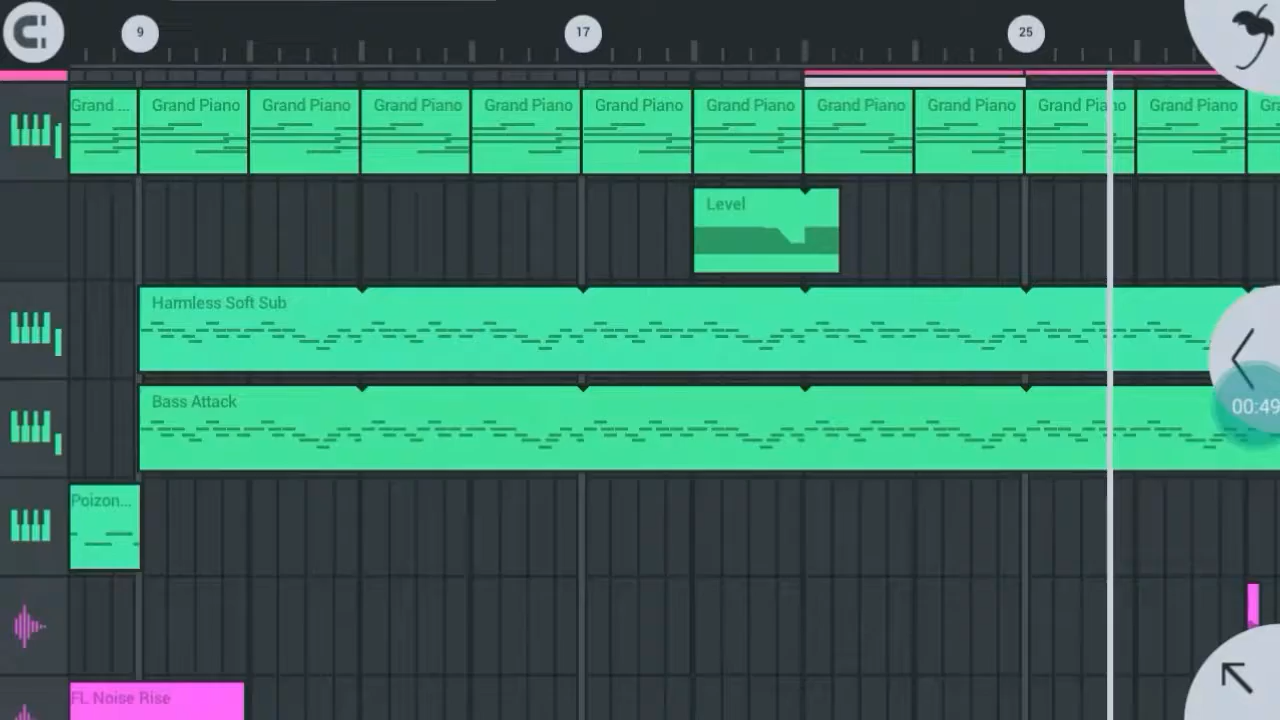 9
17
25
Grand ...
Grand Piano
Grand Piano
Grand Piano
Grand Piano
Grand Piano
Grand Piano
Grand Piano
Grand Piano
Grand Piano
Grand Piano
Gra
Level
Harmless Soft Sub
Bass Attack
00:49
Poizon...
FL Noise Rise